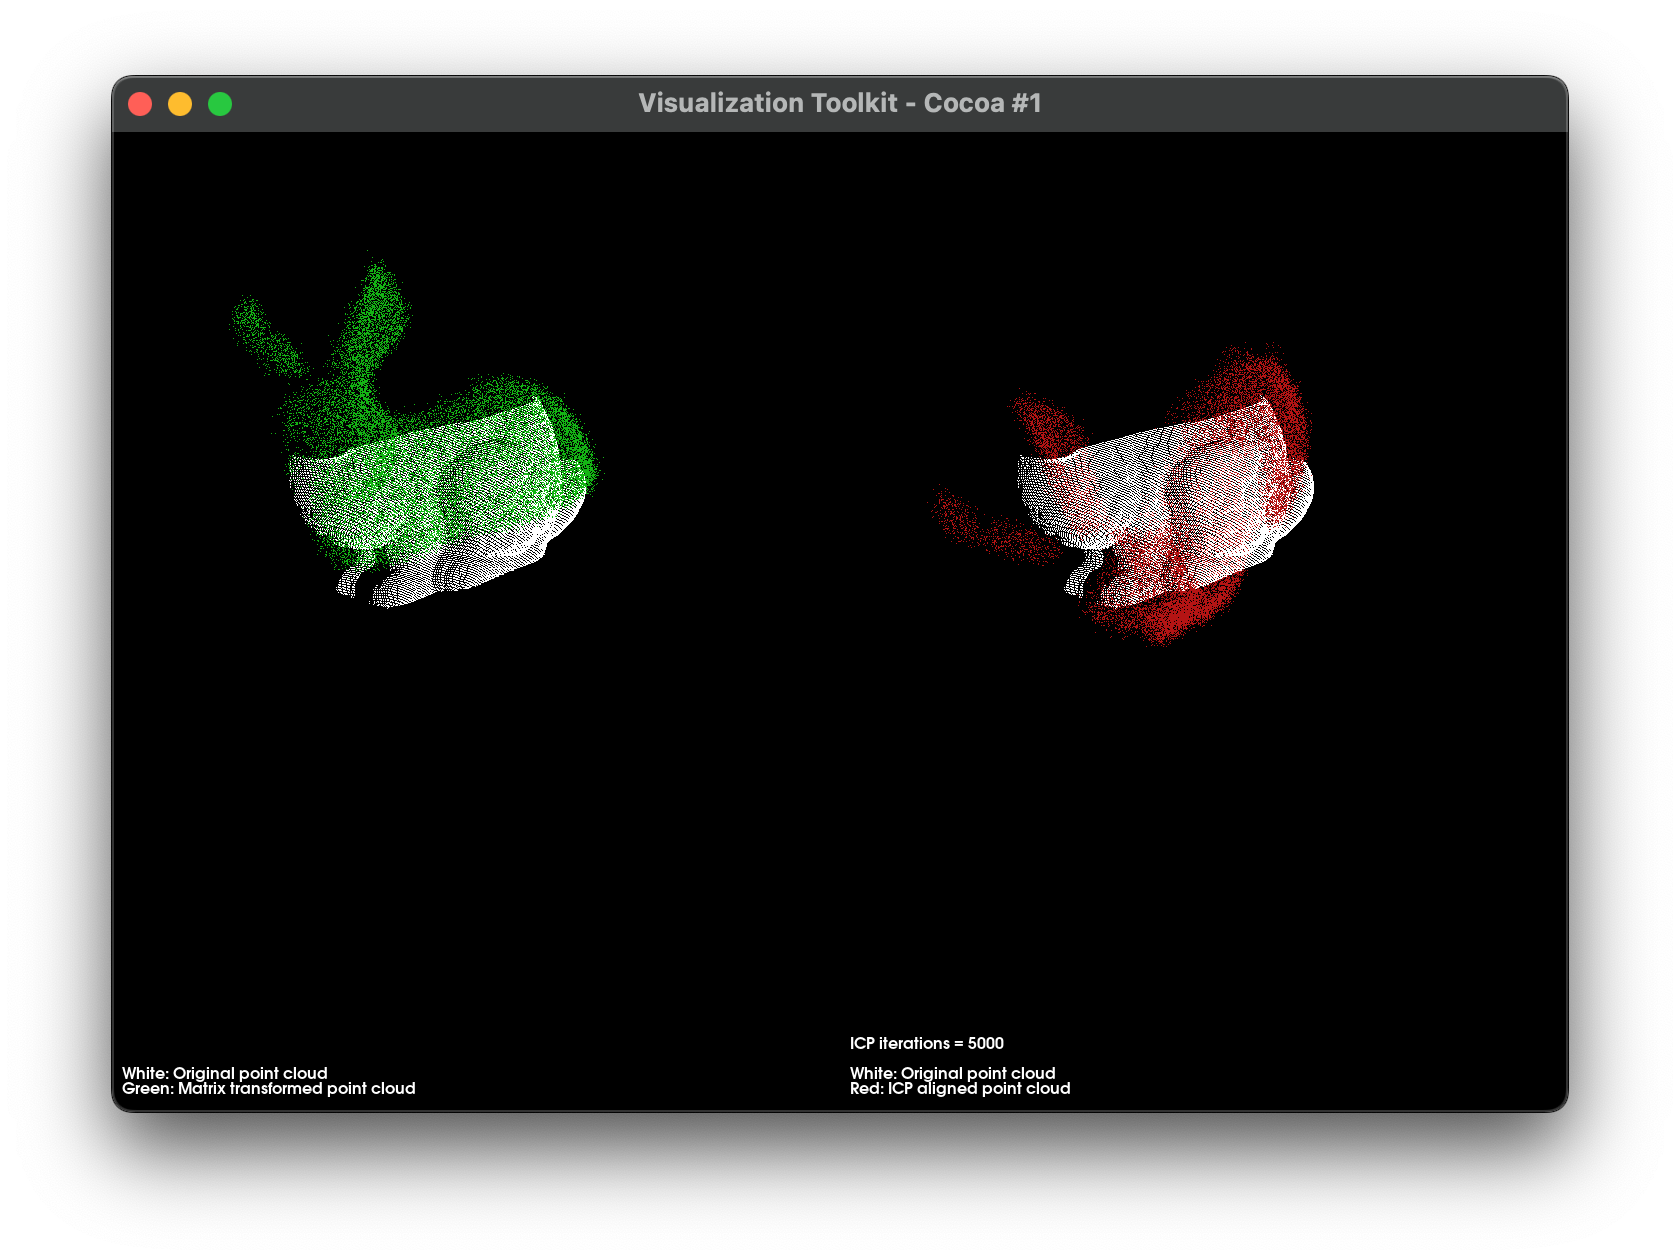 Visualization Toolkit - Cocoa #1
White: Original point cloud
Green: Matrix transformed point cloud
ICP iterations = 5000
White: Original point cloud
Red: ICP aligned point cloud